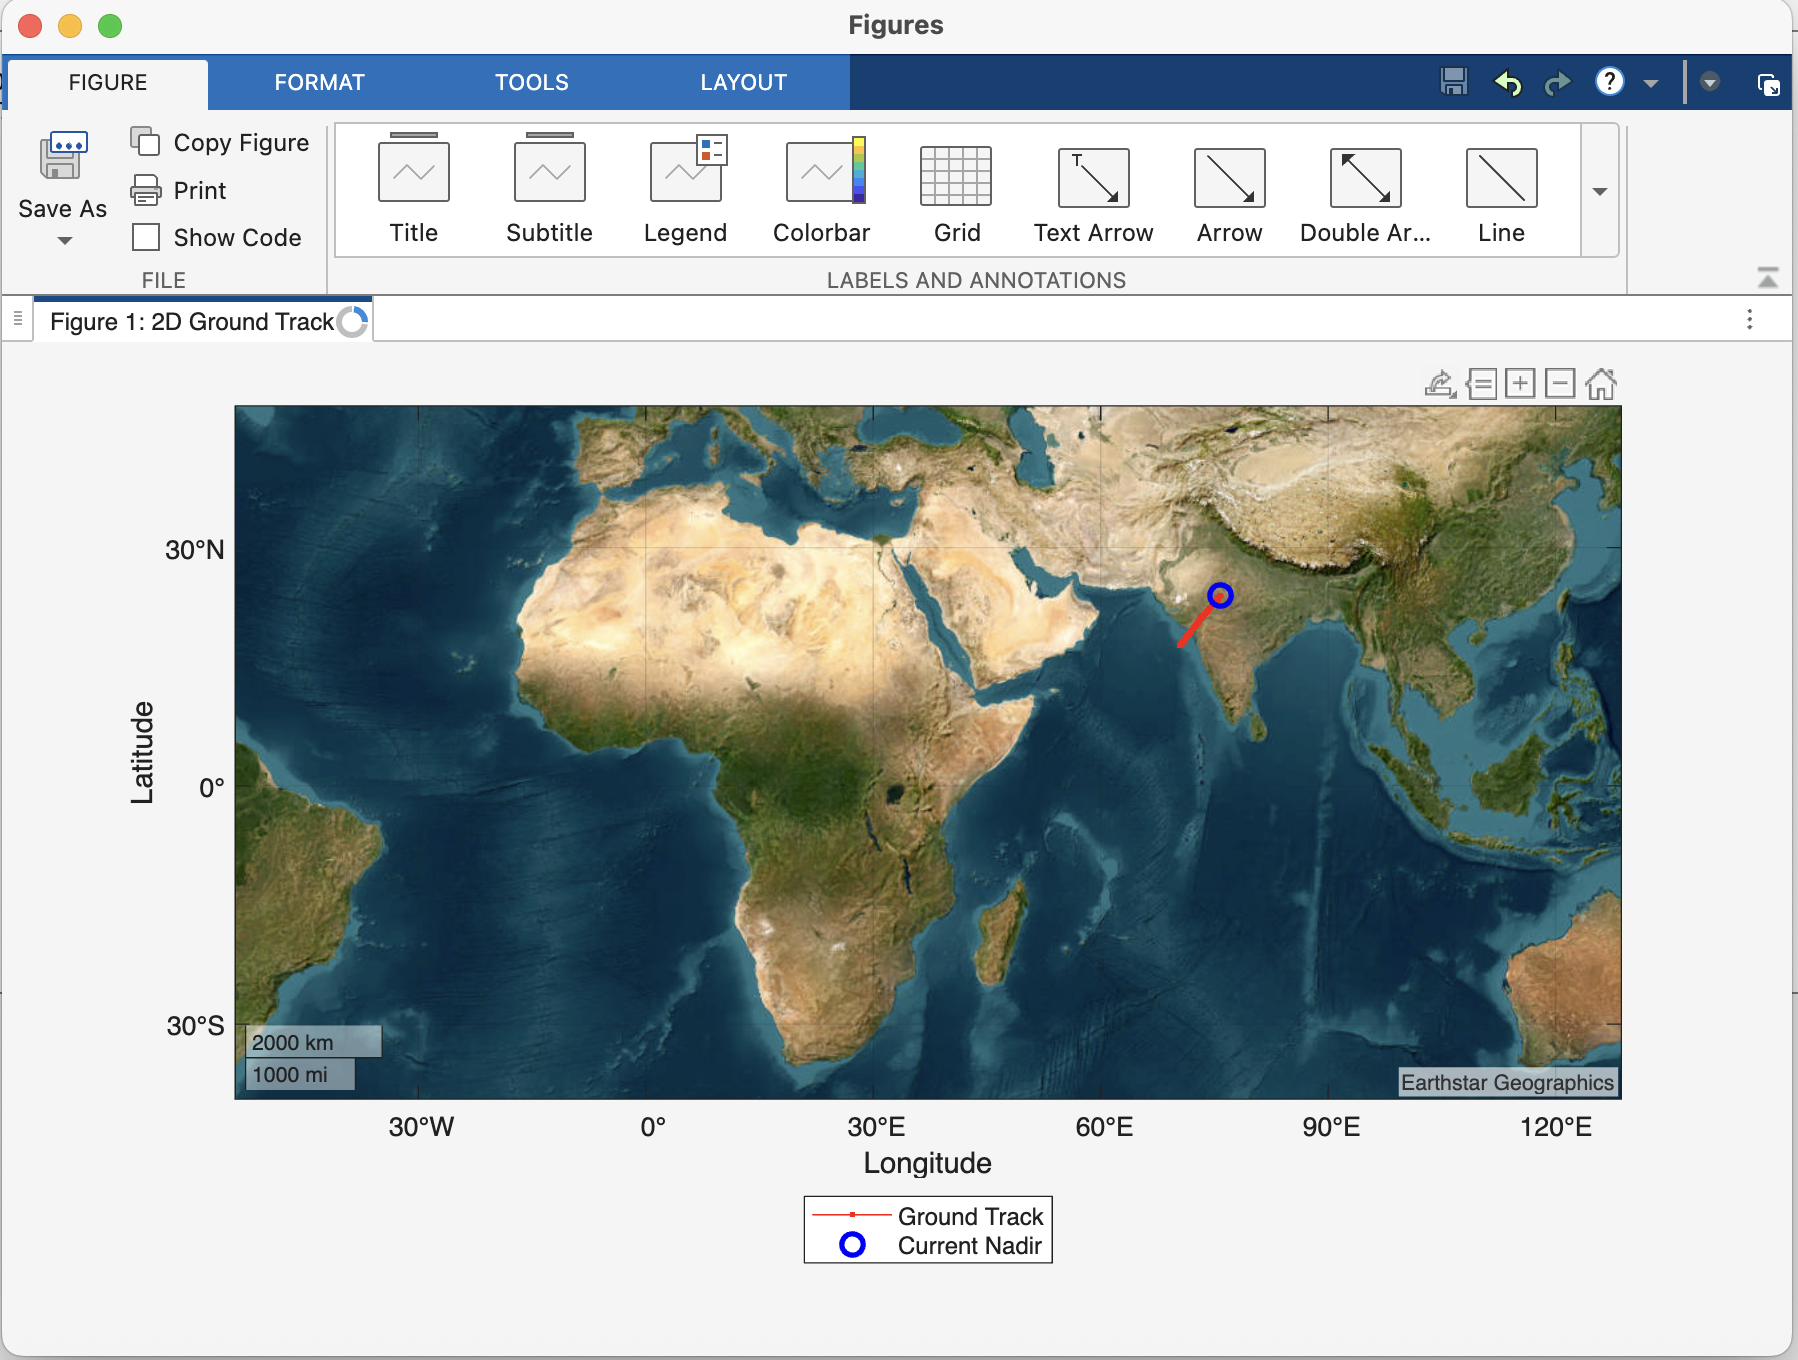 Figures
FIGURE
FORMAT
TOOLS
LAYOUT
?
Save As
Copy Figure
Print
Show Code
FILE
Title
Subtitle
Legend
Colorbar
Grid
T
Text Arrow
Arrow
Double Ar...
Line
LABELS AND ANNOTATIONS
Figure 1: 2D Ground Track
Latitude
30°N
0°
30°S
2000 km
1000 mi
Earthstar Geographics
30°W
0°
30°E
60°E
90°E
120°E
Longitude
Ground Track
Current Nadir